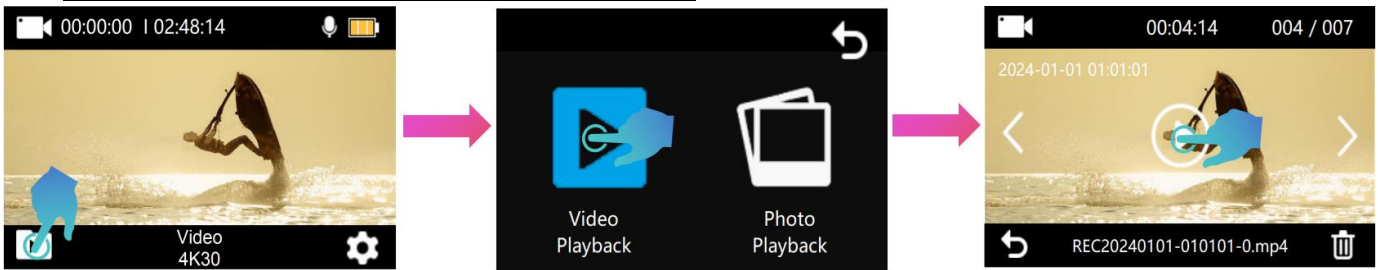 00:00:00 I 02:48:14
Video
4K30
Video
Playback
Photo
Playback
00:04:14 004 / 007
2024-01-01 01:01:01
REC20240101-010101-0.mp4